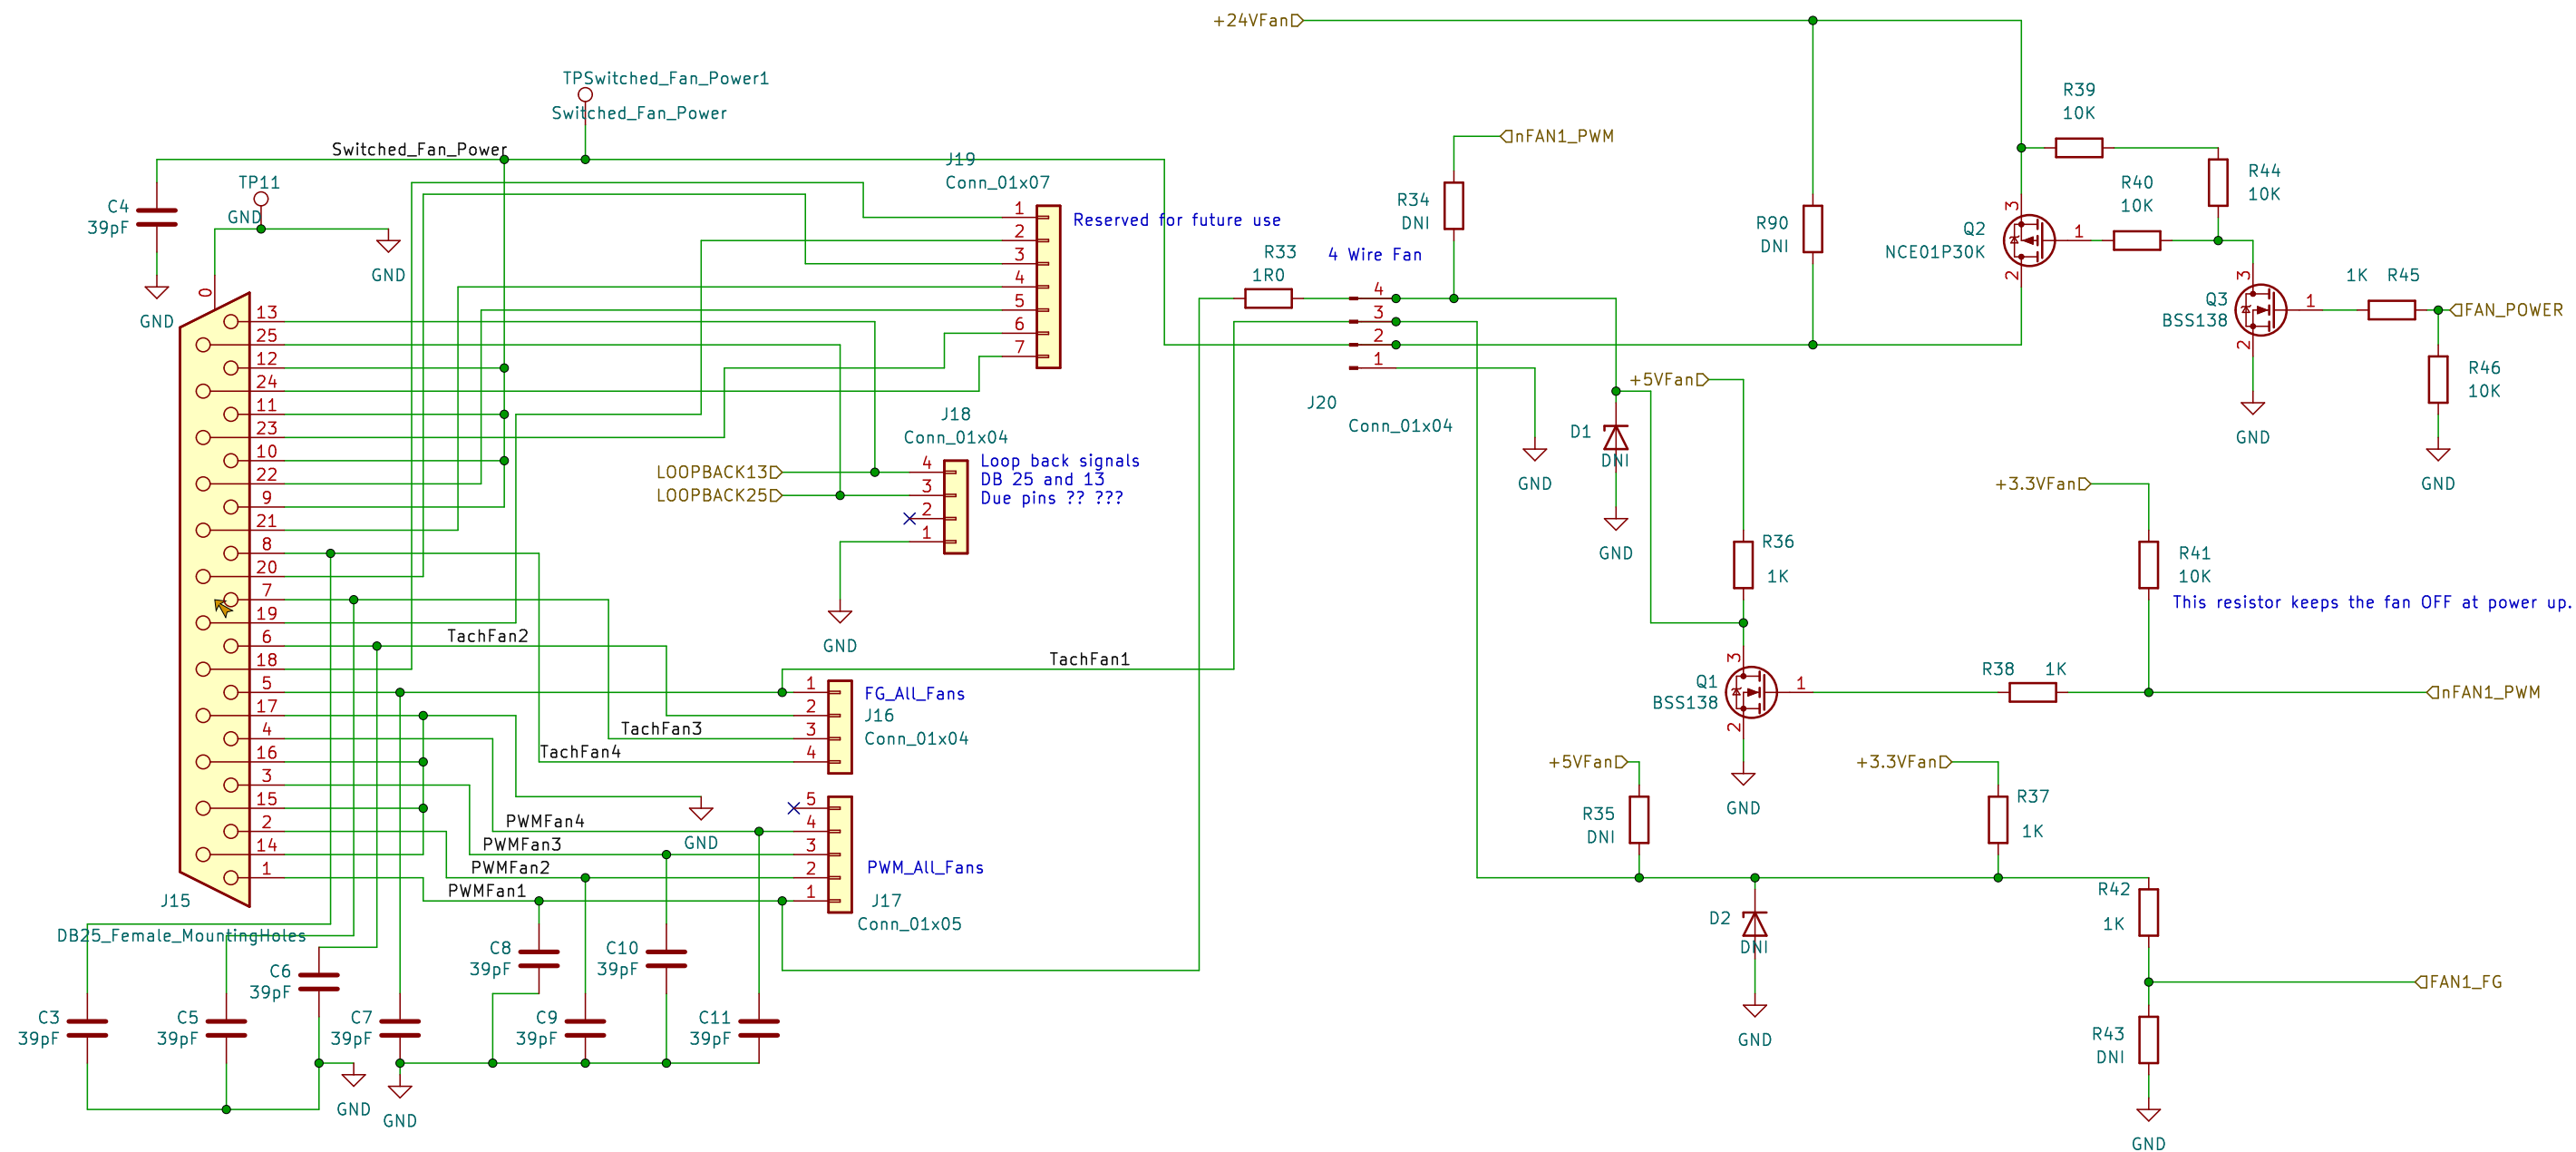 +24VFan
TPSwitched_Fan_Power1
Switched_Fan_Power
Switched_Fan_Power
C4
39pF
GND
TP11
GND
GND
0
13
25
12
24
11
23
10
22
9
21
8
20
7
19
6
18
5
17
4
16
3
15
2
14
1
J15
DB25_Female_MountingHoles
J19
Conn_01x07
1
2
3
4
5
6
7
Reserved for future use
J18
Conn_01x04
LOOPBACK13
LOOPBACK25
4
3
2
1
Loop back signals
DB 25 and 13
Due pins ?? ???
GND
TachFan2
TachFan1
TachFan3
TachFan4
1
2
3
4
FG_All_Fans
J16
Conn_01x04
GND
PWMFan4
PWMFan3
PWMFan2
PWMFan1
5
4
3
2
1
PWM_All_Fans
J17
Conn_01x05
C3
39pF
C5
39pF
C6
39pF
C7
39pF
C8
39pF
C9
39pF
C10
39pF
C11
39pF
GND
GND
nFAN1_PWM
R34
DNI
R33
1R0
4 Wire Fan
4
3
2
1
J20
Conn_01x04
GND
R90
DNI
D1
DNI
GND
+5VFan
R36
1K
Q1
BSS138
3
1
2
GND
R38
1K
+3.3VFan
R41
10K
This resistor keeps the fan OFF at power up.
nFAN1_PWM
Q2
NCE01P30K
3
1
2
R39
10K
R40
10K
R44
10K
Q3
BSS138
3
1
2
GND
1K
R45
FAN_POWER
R46
10K
GND
+5VFan
R35
DNI
+3.3VFan
R37
1K
D2
DNI
GND
R42
1K
FAN1_FG
R43
DNI
GND